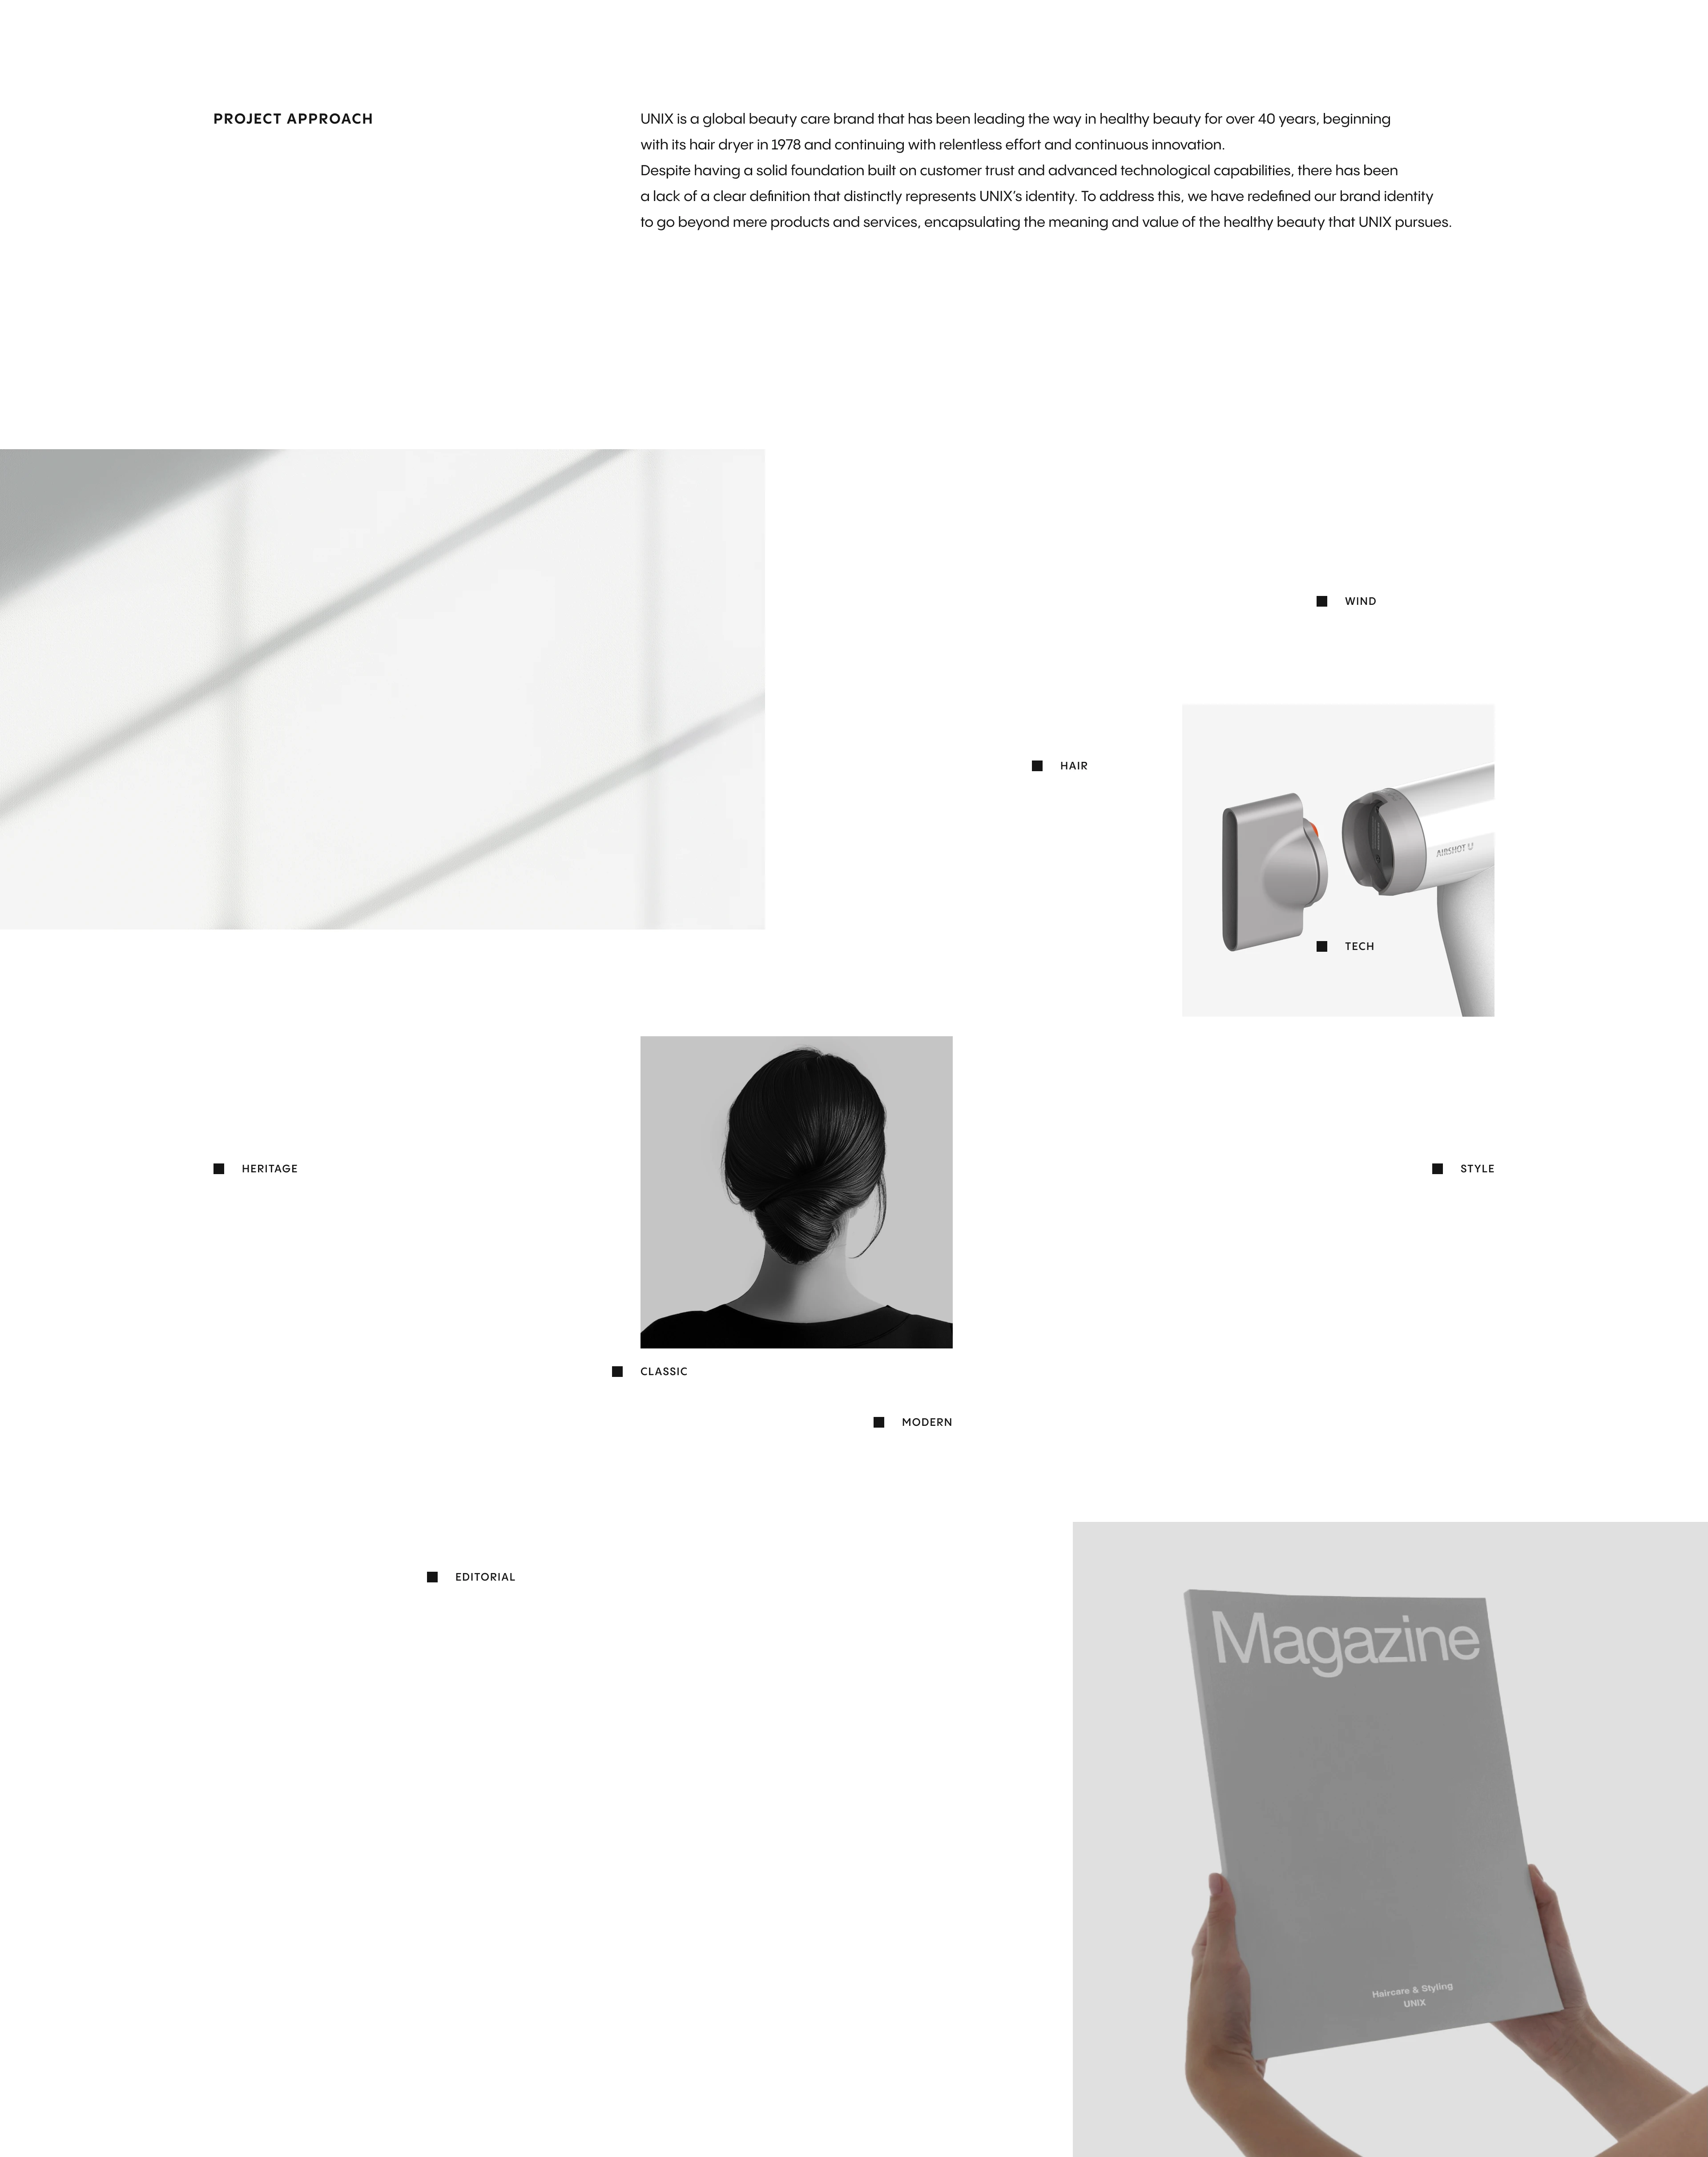 PROJECT APPROACH
UNIX is a global beauty care brand that has been leading the way in healthy beauty for over 40 years, beginning
with its hair dryer in 1978 and continuing with relentless effort and continuous innovation.
Despite having a solid foundation built on customer trust and advanced technological capabilities, there has been
a lack of a clear definition that distinctly represents UNIX’s identity. To address this, we have redefined our brand identity
to go beyond mere products and services, encapsulating the meaning and value of the healthy beauty that UNIX pursues.
WIND
HAIR
AIRSHOT U
TECH
HERITAGE
STYLE
CLASSIC
MODERN
EDITORIAL
Magazine
Haircare & Styling
UNIX